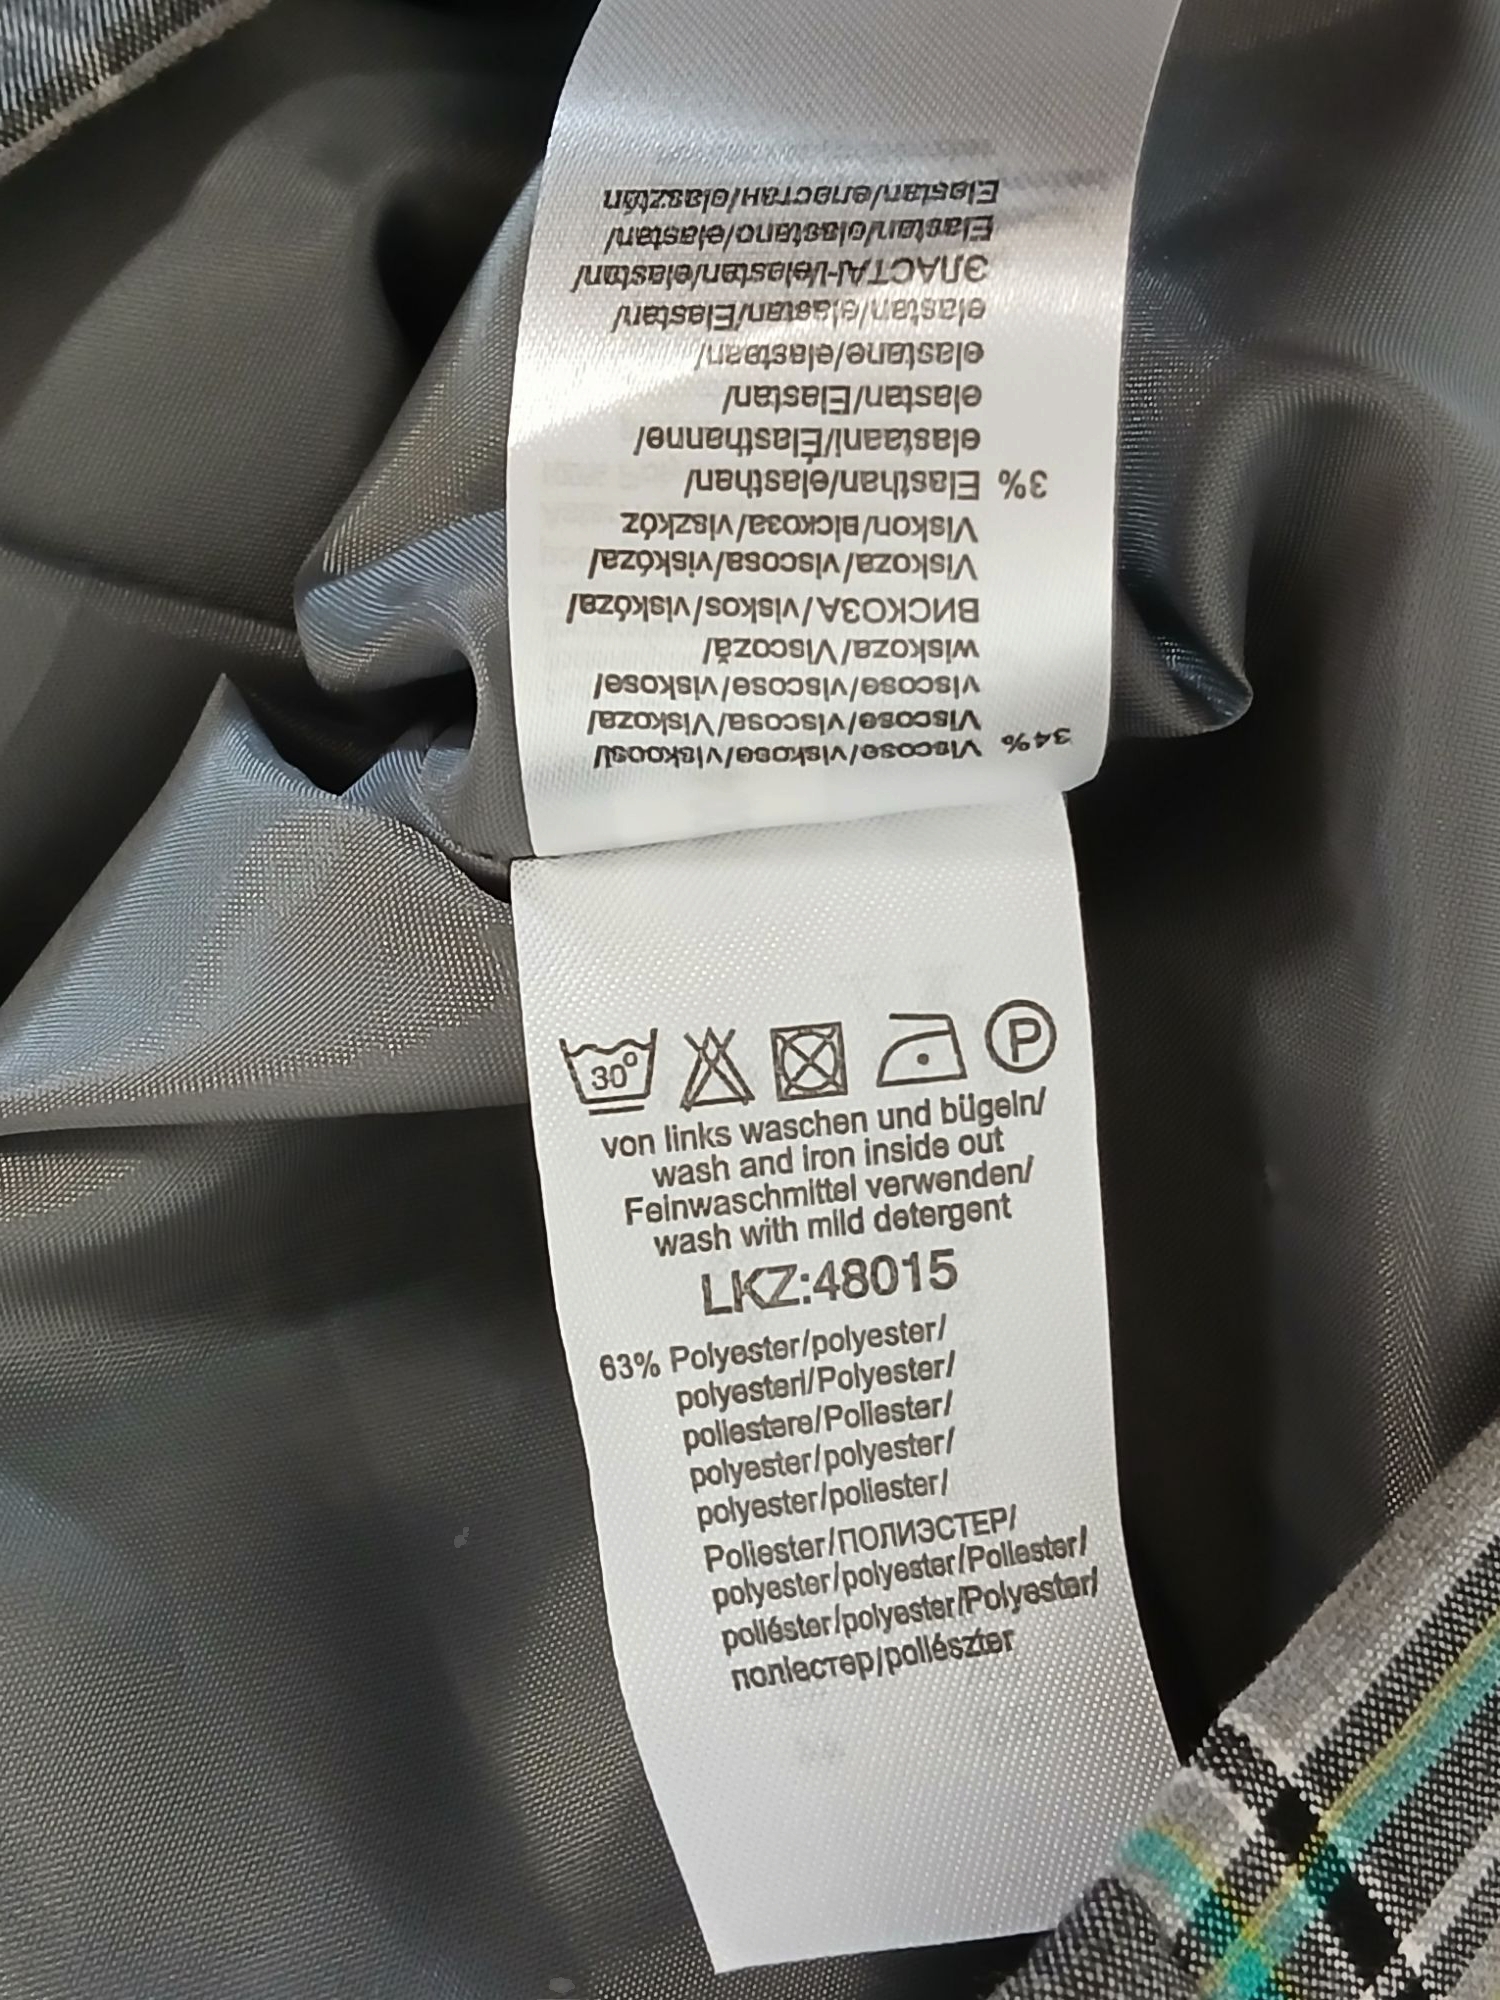 30°
P
von links waschen und bügeln/
wash and iron inside out
Feinwaschmittel verwenden/
wash with mild detergent
LKZ:48015
63% Polyester/polyester/
polyesteri/Polyester/
poliestere/Poliester/
polyester/polyester/
polyester/poliester/
Poliester/ПОЛИЭСТЕР/
polyester/polyester/Poliester/
poliéster/polyester/Polyester/
поліестер/poliészter
34% Viscose/viskose/viskoosi/
Viscose/viscosa/Viskoza/
viscose/viscose/viskose/
wiskoza/Viscoză/
ВИСКОЗА/viskos/viskóza/
Viskoza/viscosa/viskóza/
Viskon/віскоза/viszkóz
3% Elasthan/elasthan/
elastaani/Élasthanne/
elastan/Elastan/
elastane/elastaan/
elastan/elastan/Elastan/
ЭЛАСТАН/elastan/elastan/
Elastan/elastano/elastan/
Elastan/еластан/elasztán